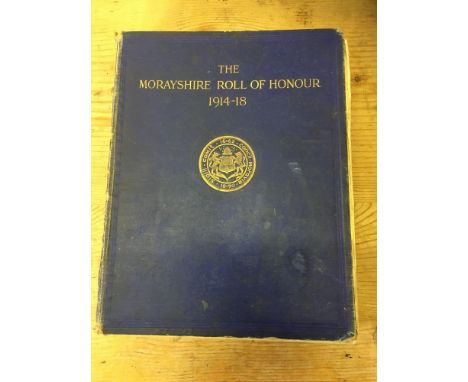 THE
MORAYSHIRE ROLL OF HONOUR
1914-18